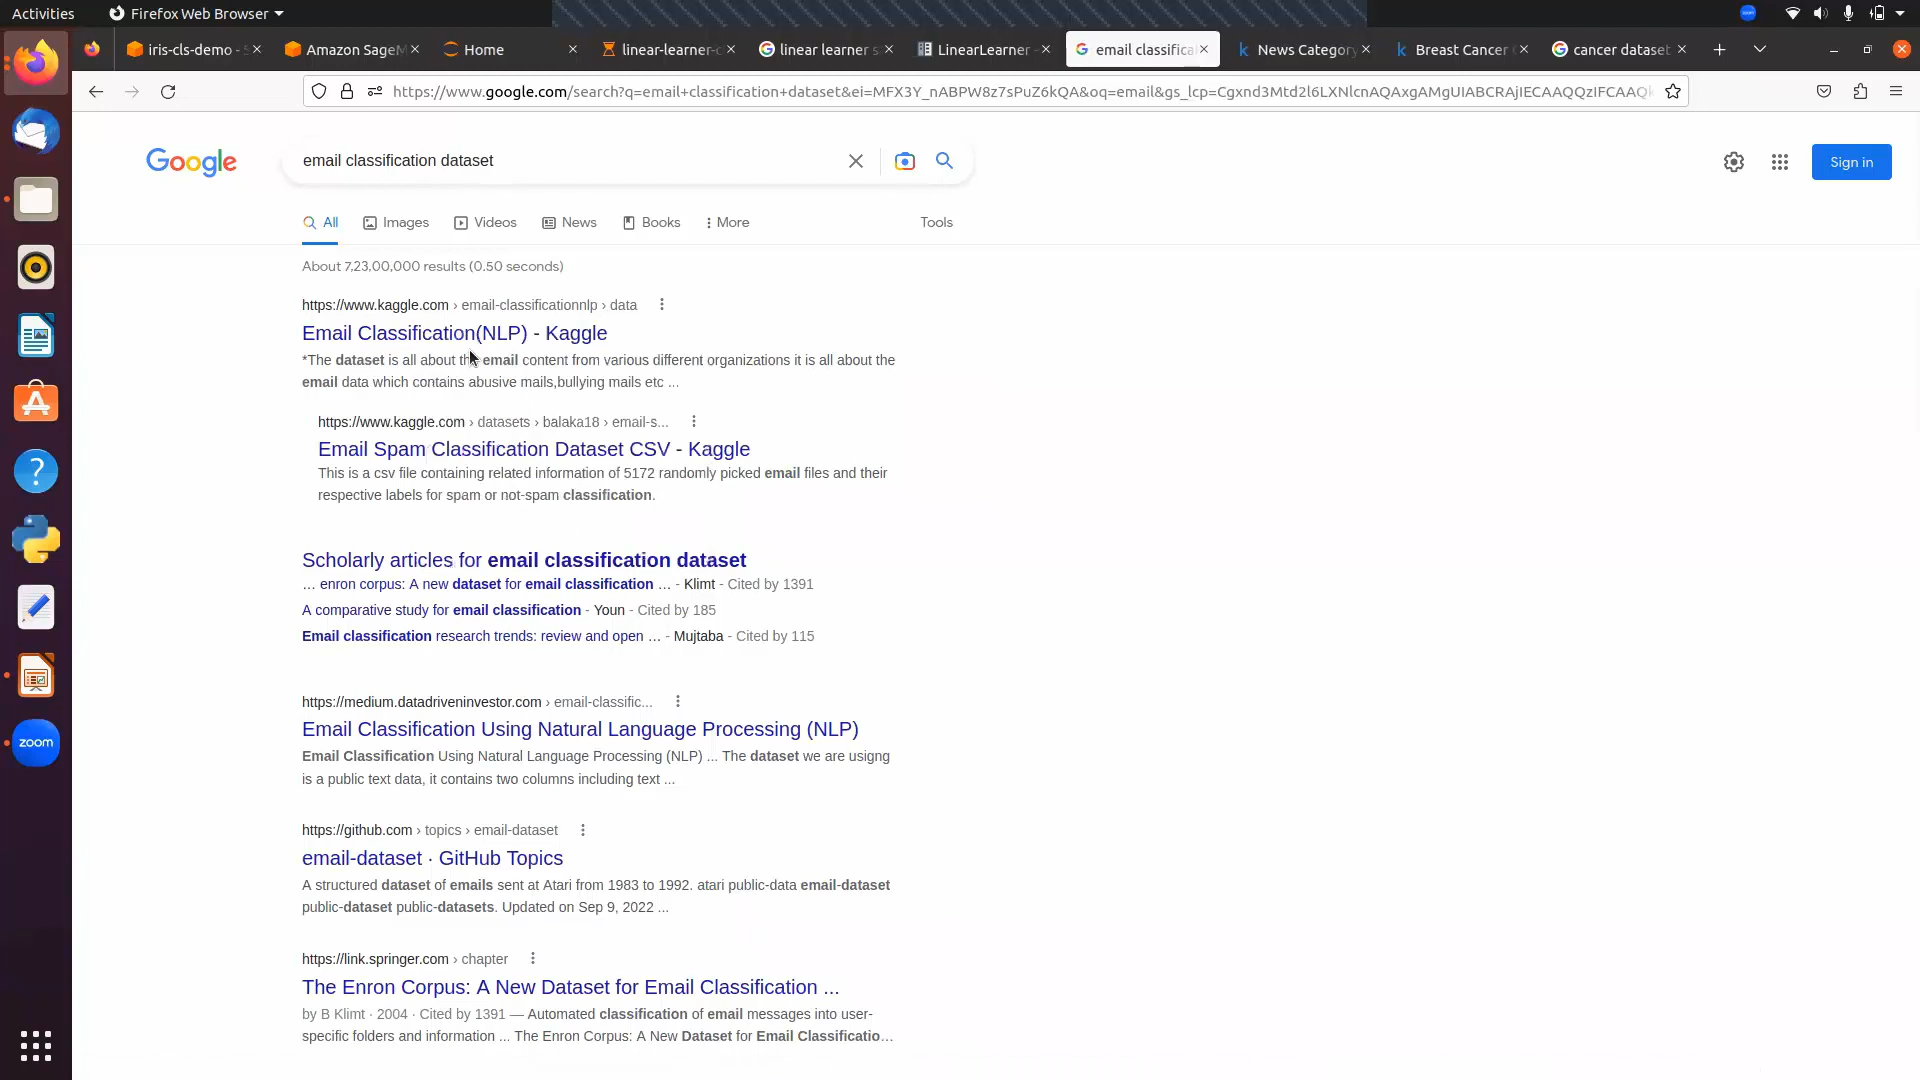 Activities Firefox Web Browser
iris-cls-demo - S Amazon SageM Home linear-learner-c linear learner s LinearLearner - email classifica News Category Breast Cancer cancer dataset
https://www.google.com/search?q=email+classification+dataset&ei=MFX3Y_nABPW8z7sPuZ6kQA&oq=email&gs_lcp=Cgxnd3Mtd2l6LXNlcnAQAxgAMgUIABCRAjIECAAQQzIFCAAQ
Google email classification dataset Sign in
All Images Videos News Books More Tools
About 7,23,00,000 results (0.50 seconds)
https://www.kaggle.com › email-classificationnlp › data
Email Classification(NLP) - Kaggle
*The dataset is all about the email content from various different organizations it is all about the
email data which contains abusive mails,bullying mails etc ...
https://www.kaggle.com › datasets › balaka18 › email-s...
Email Spam Classification Dataset CSV - Kaggle
This is a csv file containing related information of 5172 randomly picked email files and their
respective labels for spam or not-spam classification.
Scholarly articles for email classification dataset
... enron corpus: A new dataset for email classification ... - Klimt - Cited by 1391
A comparative study for email classification - Youn - Cited by 185
Email classification research trends: review and open ... - Mujtaba - Cited by 115
https://medium.datadriveninvestor.com › email-classific...
Email Classification Using Natural Language Processing (NLP)
Email Classification Using Natural Language Processing (NLP) ... The dataset we are usigng
is a public text data, it contains two columns including text ...
https://github.com › topics › email-dataset
email-dataset · GitHub Topics
A structured dataset of emails sent at Atari from 1983 to 1992. atari public-data email-dataset
public-dataset public-datasets. Updated on Sep 9, 2022 ...
https://link.springer.com › chapter
The Enron Corpus: A New Dataset for Email Classification ...
by B Klimt · 2004 · Cited by 1391 — Automated classification of email messages into user-
specific folders and information ... The Enron Corpus: A New Dataset for Email Classificatio...
zoom